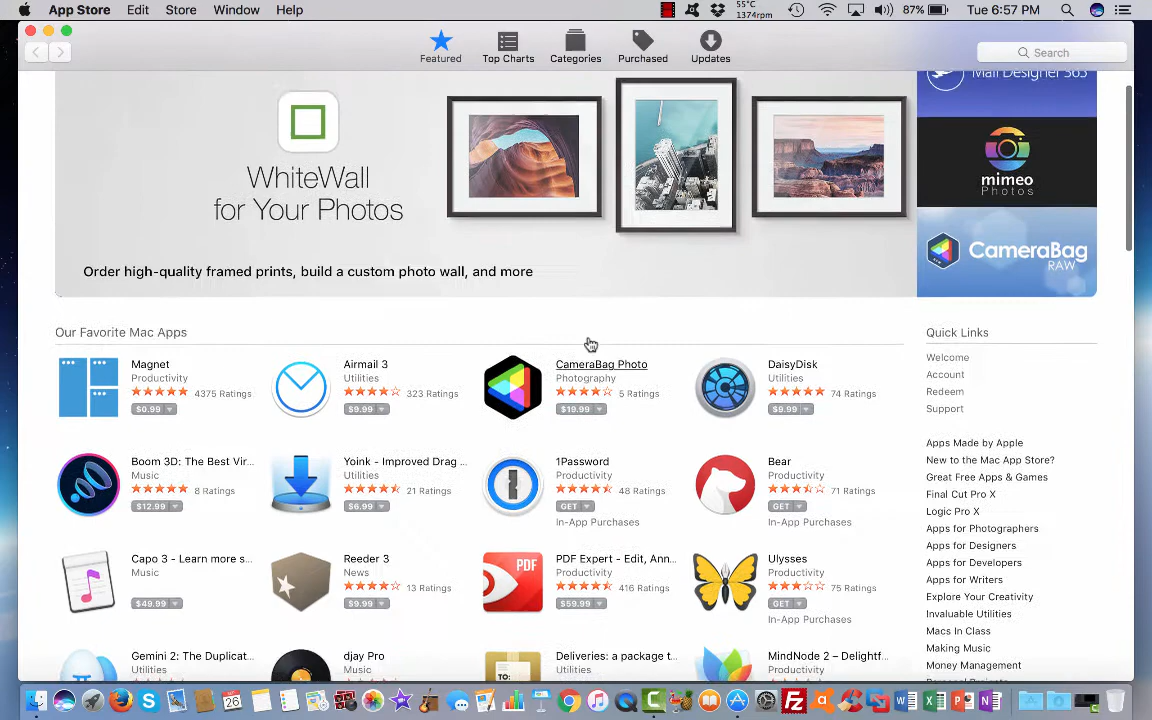 App Store Edit Store Window Help
55°C
1374rpm
87%
Tue 6:57 PM
Featured
Top Charts
Categories
Purchased
Updates
Search
WhiteWall
for Your Photos
Order high-quality framed prints, build a custom photo wall, and more
Mail Designer 365
mimeo
Photos
CameraBag
RAW
Our Favorite Mac Apps
Magnet
Productivity
4375 Ratings
$0.99
Airmail 3
Utilities
323 Ratings
$9.99
CameraBag Photo
Photography
5 Ratings
$19.99
DaisyDisk
Utilities
74 Ratings
$9.99
Boom 3D: The Best Vir...
Music
8 Ratings
$12.99
Yoink - Improved Drag ...
Utilities
21 Ratings
$6.99
1Password
Productivity
48 Ratings
GET
In-App Purchases
Bear
Productivity
71 Ratings
GET
In-App Purchases
Capo 3 - Learn more s...
Music
$49.99
Reeder 3
News
13 Ratings
$9.99
PDF
PDF Expert - Edit, Ann...
Productivity
416 Ratings
$59.99
Ulysses
Productivity
75 Ratings
GET
In-App Purchases
Gemini 2: The Duplicat...
Utilities
djay Pro
Music
Deliveries: a package t...
Utilities
MindNode 2 – Delightf...
Productivity
Quick Links
Welcome
Account
Redeem
Support
Apps Made by Apple
New to the Mac App Store?
Great Free Apps & Games
Final Cut Pro X
Logic Pro X
Apps for Photographers
Apps for Designers
Apps for Developers
Apps for Writers
Explore Your Creativity
Invaluable Utilities
Macs In Class
Making Music
Money Management
26